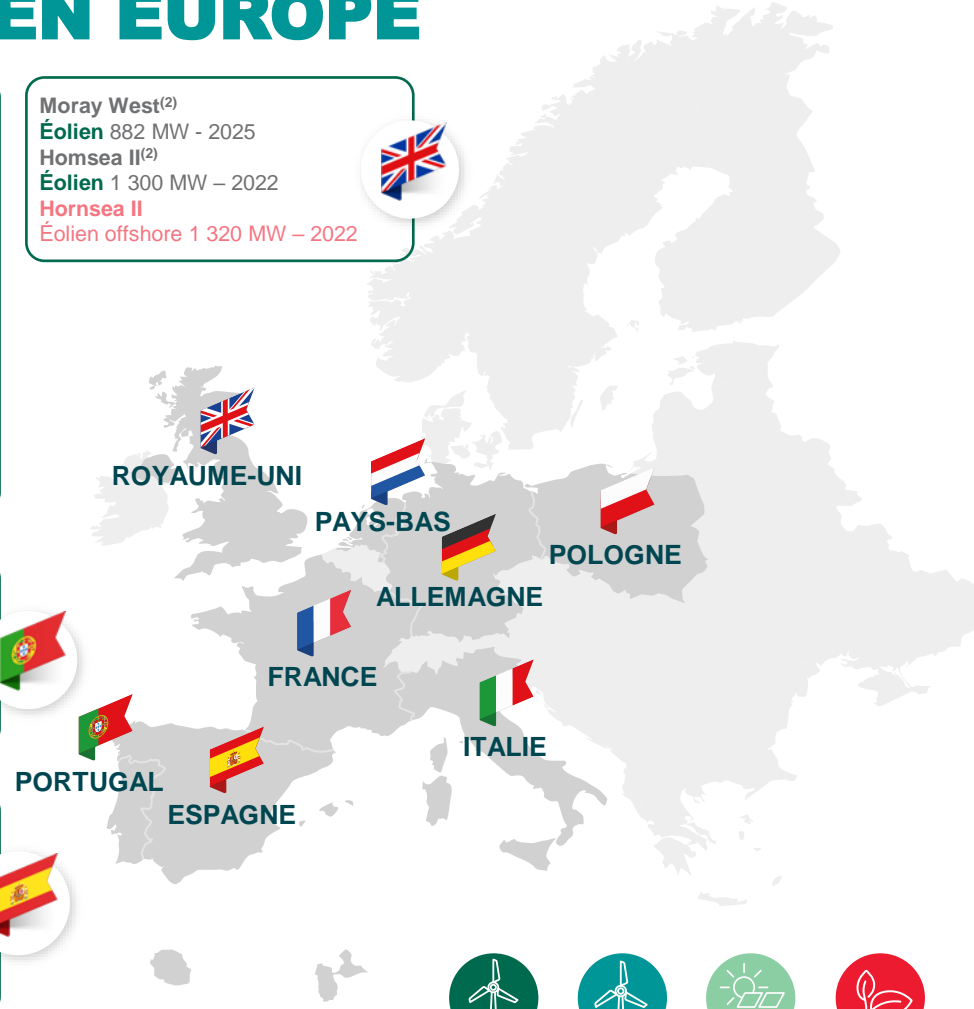 EN EUROPE
Moray West(2)
Éolien 882 MW - 2025
Homsea II(2)
Éolien 1 300 MW – 2022
Hornsea II
Éolien offshore 1 320 MW – 2022
ROYAUME-UNI
PAYS-BAS
POLOGNE
ALLEMAGNE
FRANCE
ITALIE
PORTUGAL
ESPAGNE